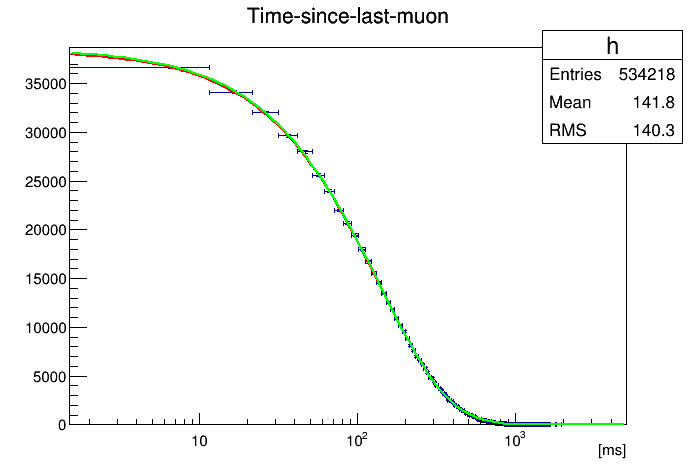 Time-since-last-muon
h
Entries 534218
Mean 141.8
RMS 140.3
35000
30000
25000
20000
15000
10000
5000
0
10 10² 10³
[ms]